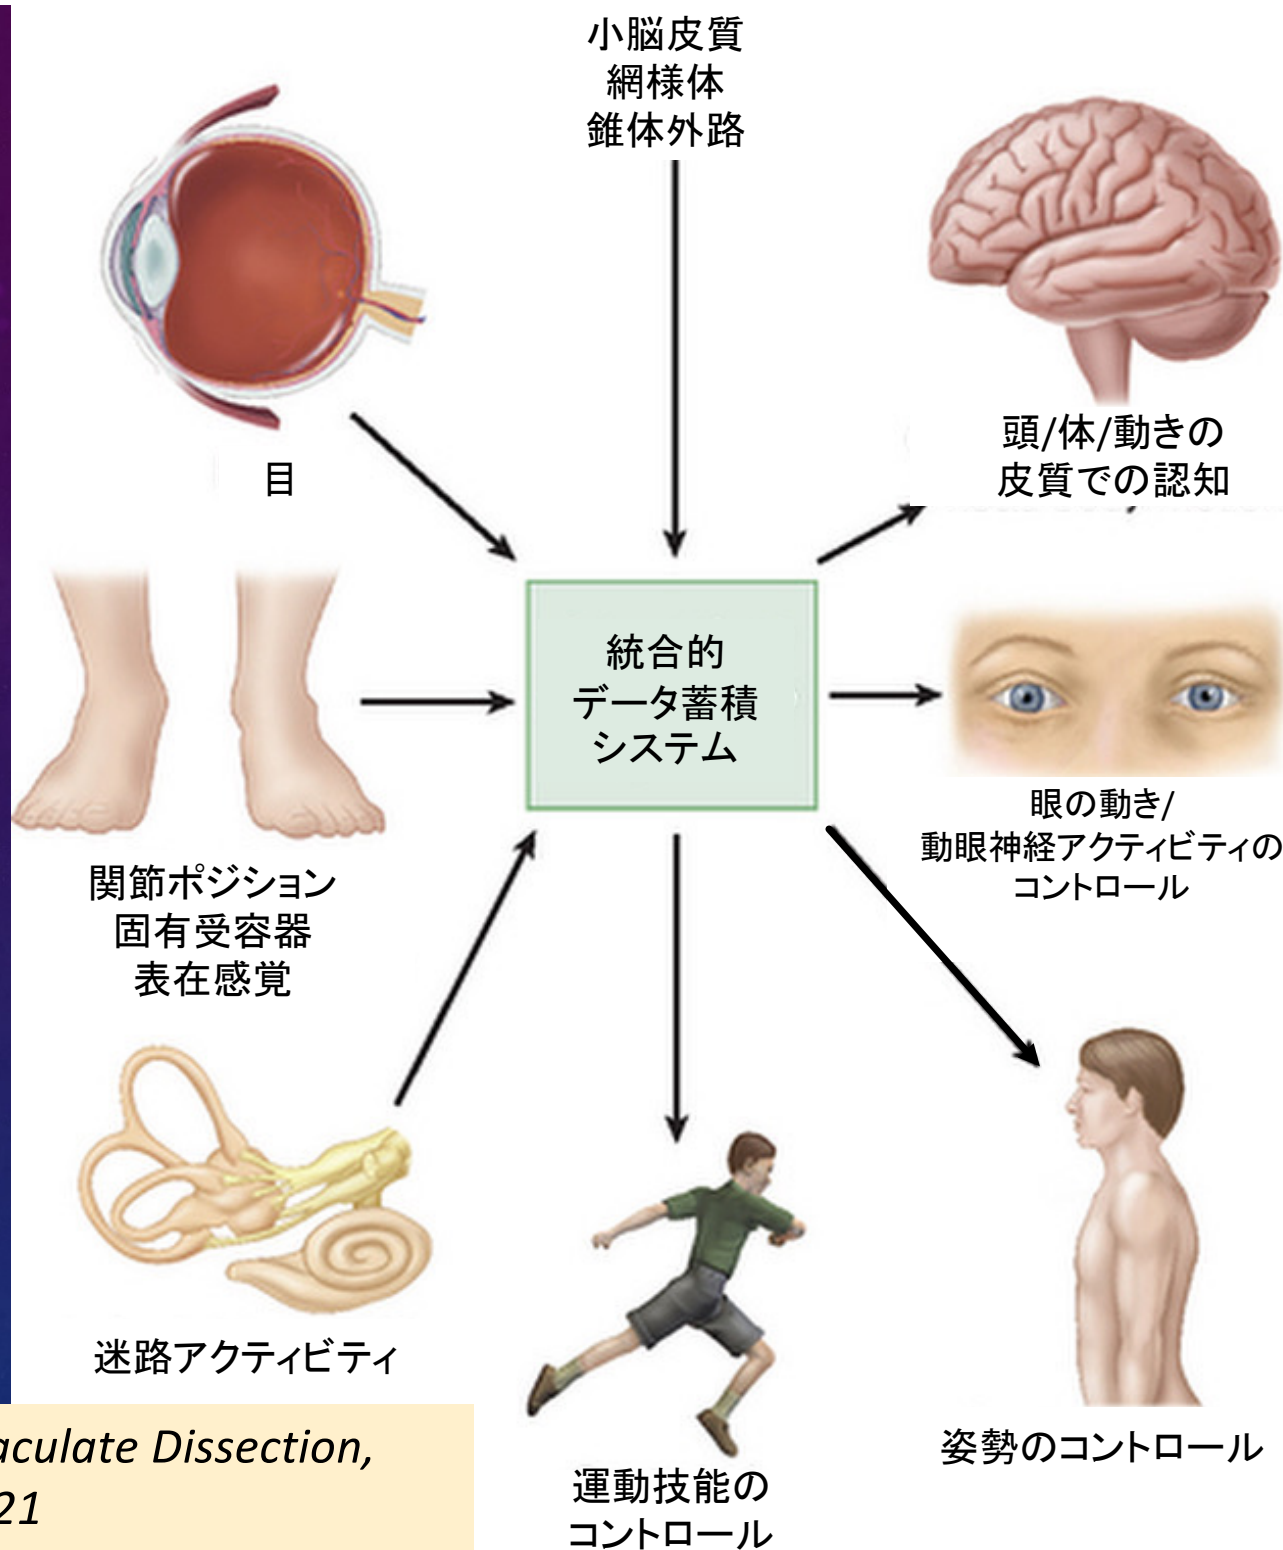 小脳皮質
網様体
錐体外路
目
頭/体/動きの
皮質での認知
統合的
データ蓄積
システム
関節ポジション
固有受容器
表在感覚
眼の動き/
動眼神経アクティビティの
コントロール
迷路アクティビティ
運動技能の
コントロール
姿勢のコントロール
aculate Dissection,
21